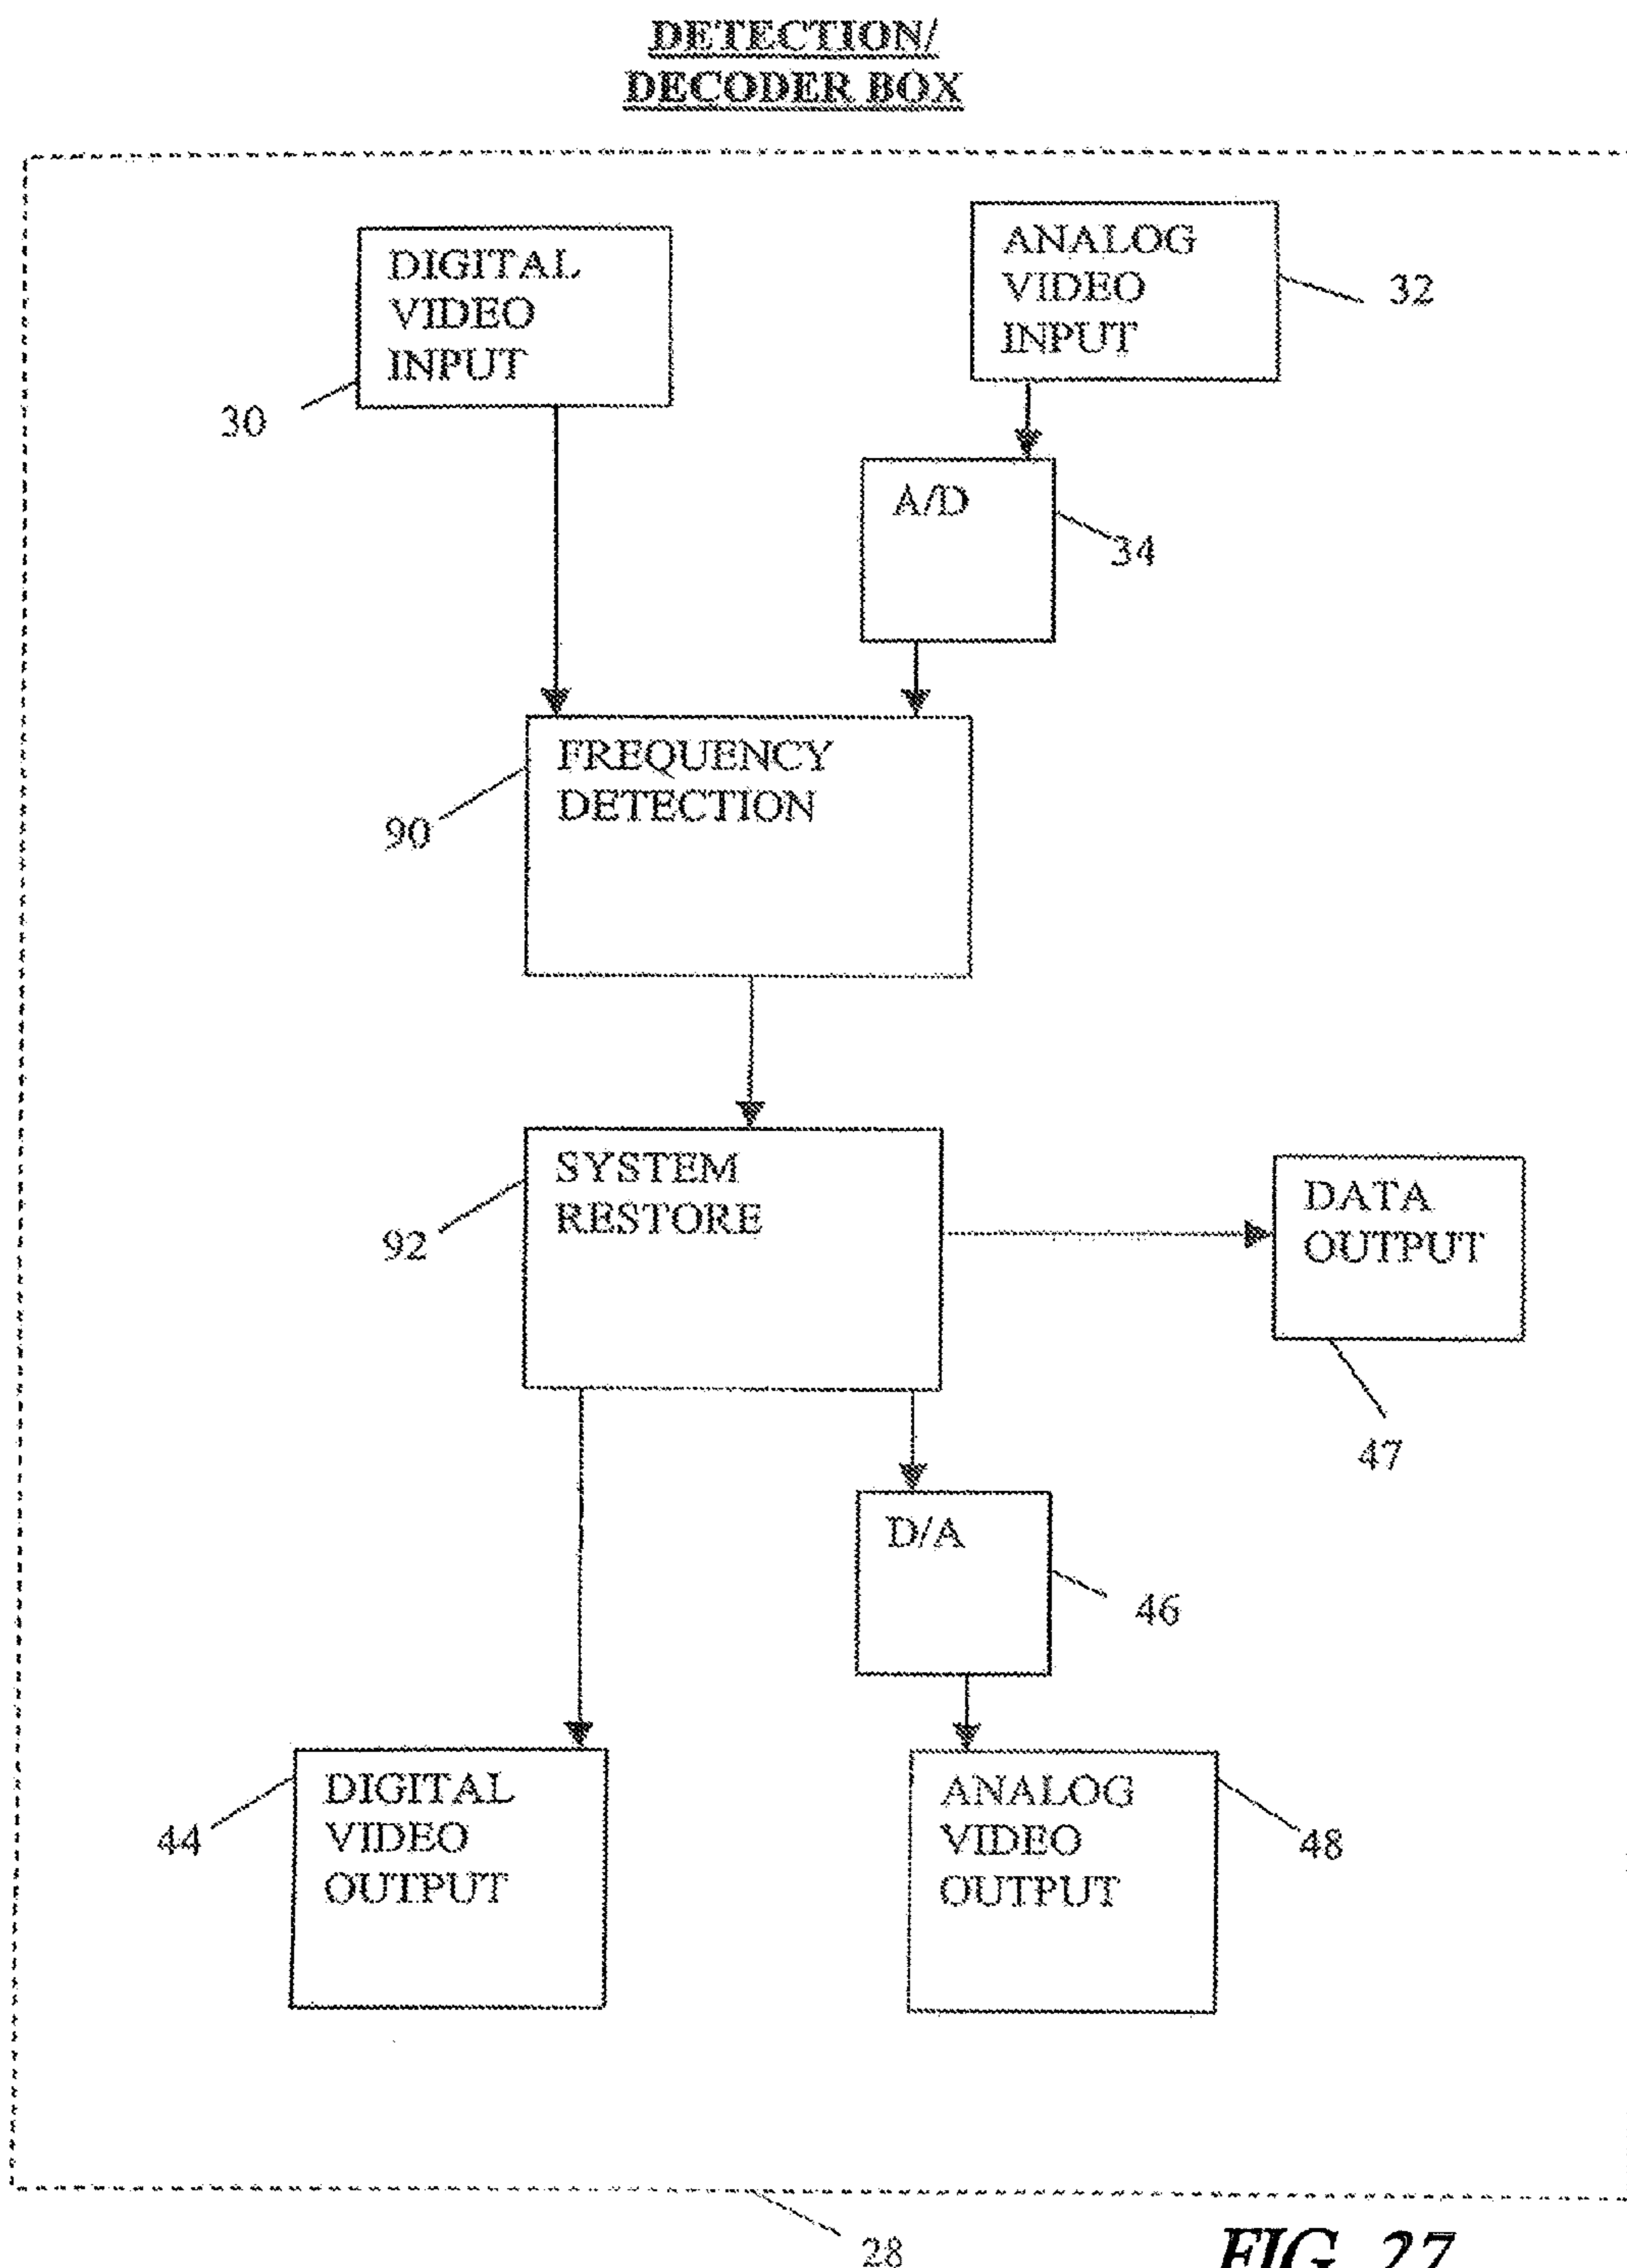 DETECTION/
DECODER BOX
DIGITAL
VIDEO
INPUT
30
ANALOG
VIDEO
INPUT
32
A/D
34
FREQUENCY
DETECTION
90
SYSTEM
RESTORE
92
DATA
OUTPUT
47
D/A
46
DIGITAL
VIDEO
OUTPUT
44
ANALOG
VIDEO
OUTPUT
48
28
FIG. 27